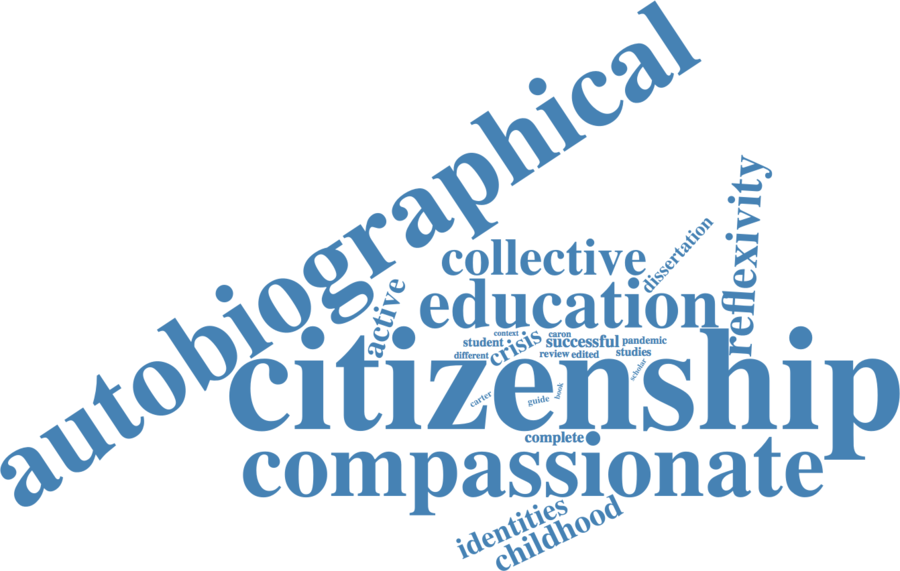 autobiographical
reflexivity
dissertation
collective
active
education
context
caron
student
crisis
successful
pandemic
different
review
edited
studies
citizenship
scholar
carter
guide
book
complete
compassionate
identities
childhood